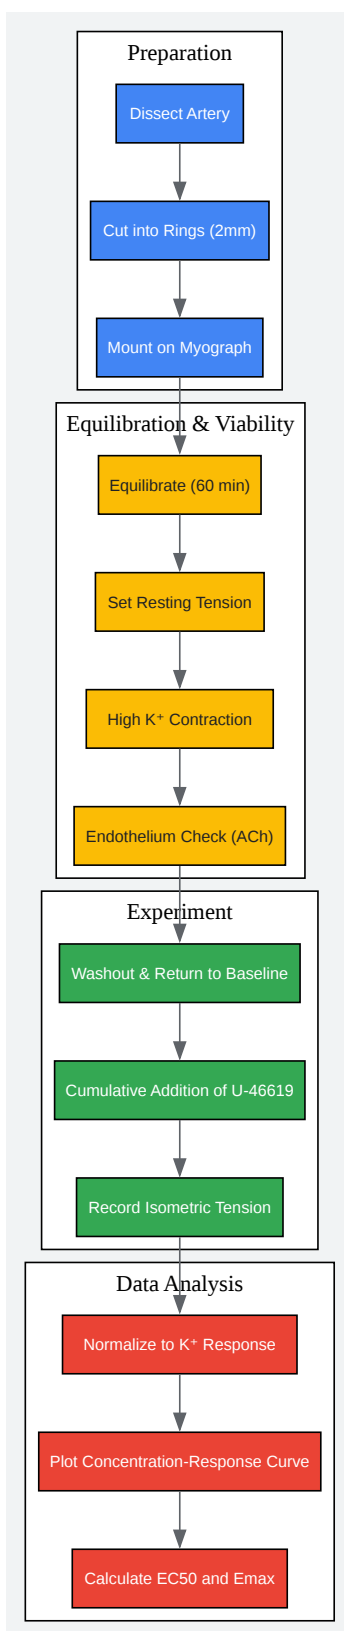 Preparation
Dissect Artery
Cut into Rings (2mm)
Mount on Myograph
Equilibration & Viability
Equilibrate (60 min)
Set Resting Tension
High K⁺ Contraction
Endothelium Check (ACh)
Experiment
Washout & Return to Baseline
Cumulative Addition of U-46619
Record Isometric Tension
Data Analysis
Normalize to K⁺ Response
Plot Concentration-Response Curve
Calculate EC50 and Emax